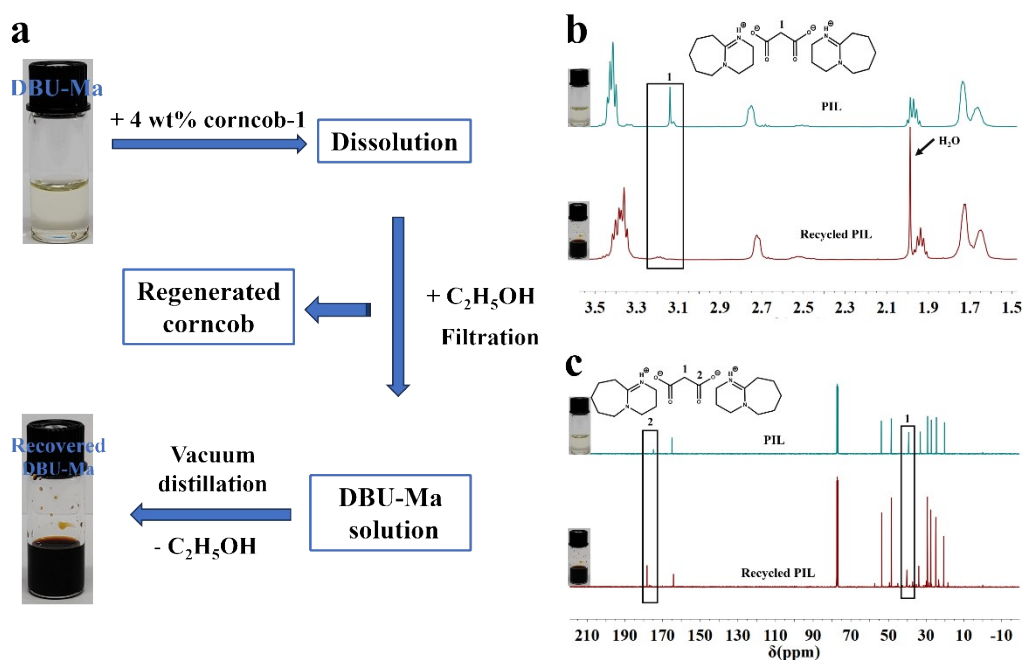 a
DBU-Ma
+ 4 wt% corncob-1
Dissolution
Regenerated
corncob
+ C₂H₅OH
Filtration
Recovered
DBU-Ma
Vacuum
distillation
- C₂H₅OH
DBU-Ma
solution
b
H
N
⊕
N
O⊖
1
O⊖
O
O
H
N
⊕
N
1
PIL
H₂O
Recycled PIL
3.5 3.3 3.1 2.9 2.7 2.5 2.3 2.1 1.9 1.7 1.5
c
H
N
⊕
N
O⊖
1
2
O⊖
O
O
H
N
⊕
N
2
1
PIL
Recycled PIL
210 190 170 150 130 110 90 70 50 30 10 -10
δ(ppm)